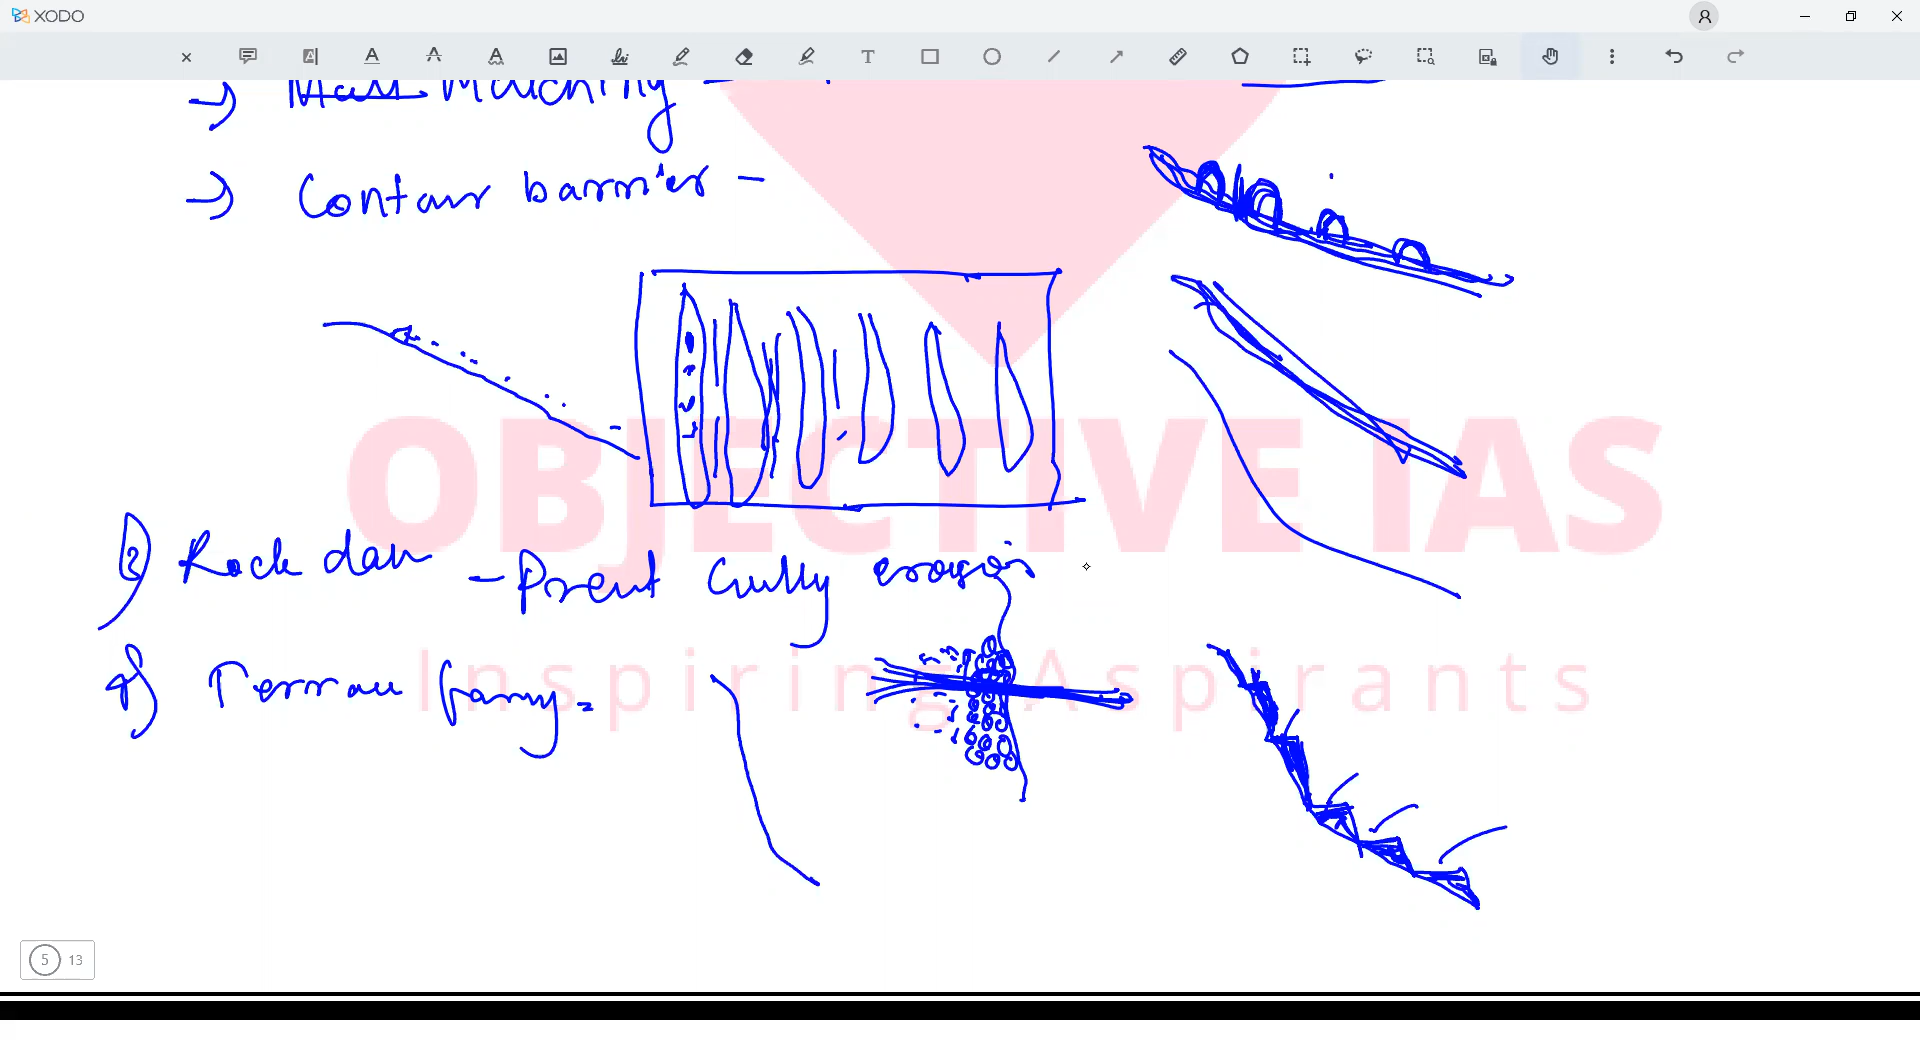 XODO
→ Mulching -
→ Contour barrier -
3) Rock dam - Prevent Gully erosion
4) Terrace farming -
OBJECTIVE IAS
Inspiring Aspirants
5 13